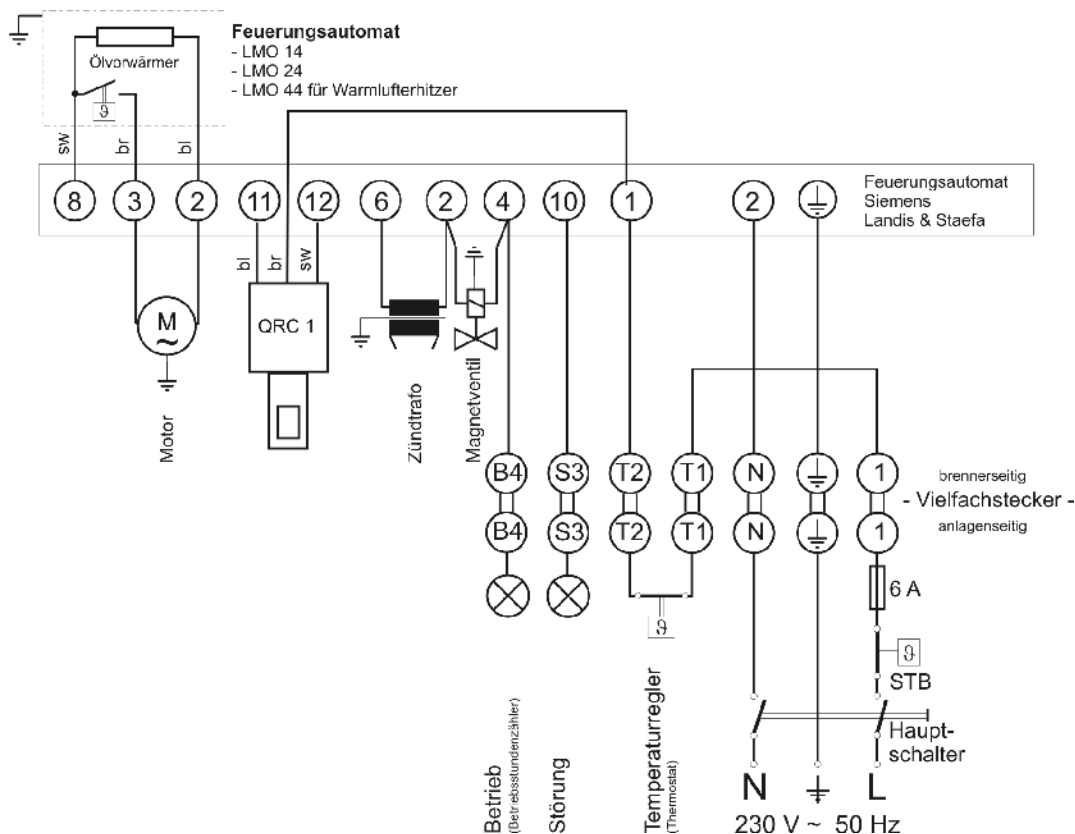 Feuerungsautomat
- LMO 14
- LMO 24
- LMO 44 für Warmlufterhitzer
Ölvorwärmer
ϑ
sw
br
bl
8
3
2
11
12
6
2
4
10
1
2
Feuerungsautomat
Siemens
Landis & Staefa
bl
br
sw
M
~
QRC 1
Motor
Zündtrafo
Magnetventil
B4
S3
T2
T1
N
1
brennerseitig
- Vielfachstecker -
anlagenseitig
B4
S3
T2
T1
N
1
6 A
ϑ
ϑ
STB
Haupt-
schalter
Betrieb
(Betriebsstundenzähler)
Störung
Temperaturregler
(Thermostat)
N
L
230 V ~ 50 Hz